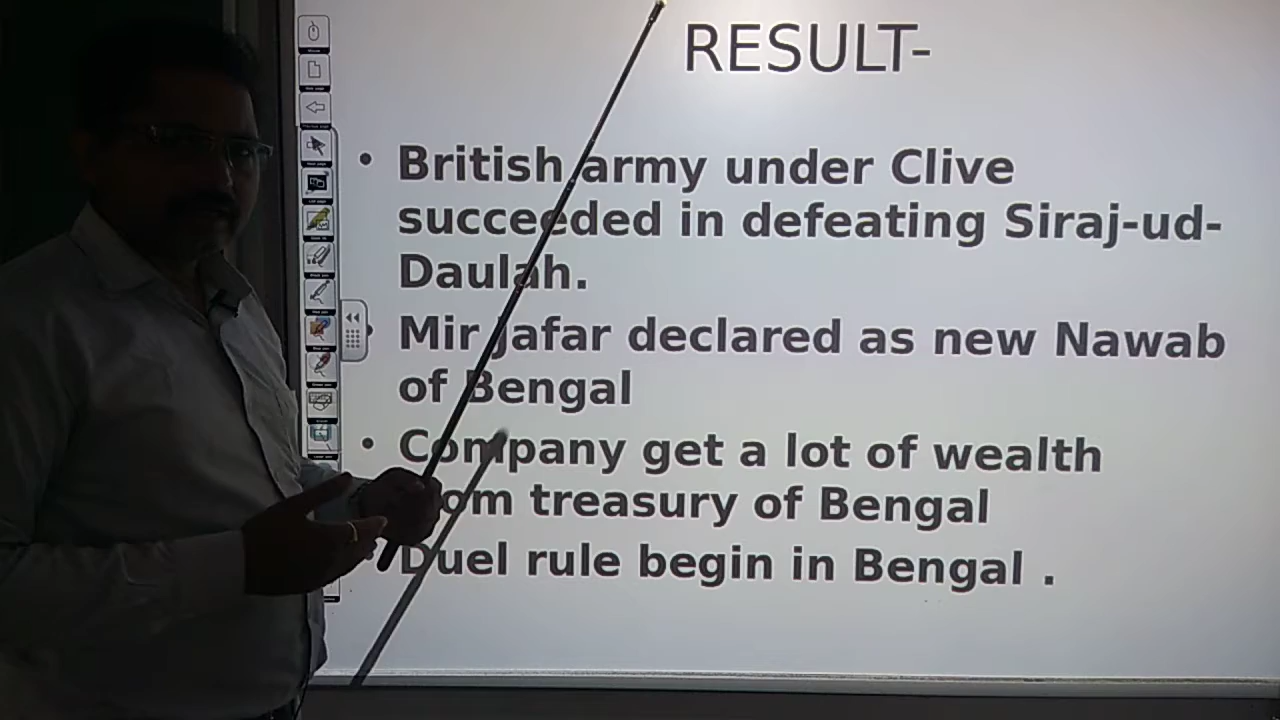 RESULT-
• British army under Clive
succeeded in defeating Siraj-ud-
Daulah.
Mir Jafar declared as new Nawab
of Bengal
• Company get a lot of wealth
from treasury of Bengal
• Duel rule begin in Bengal .